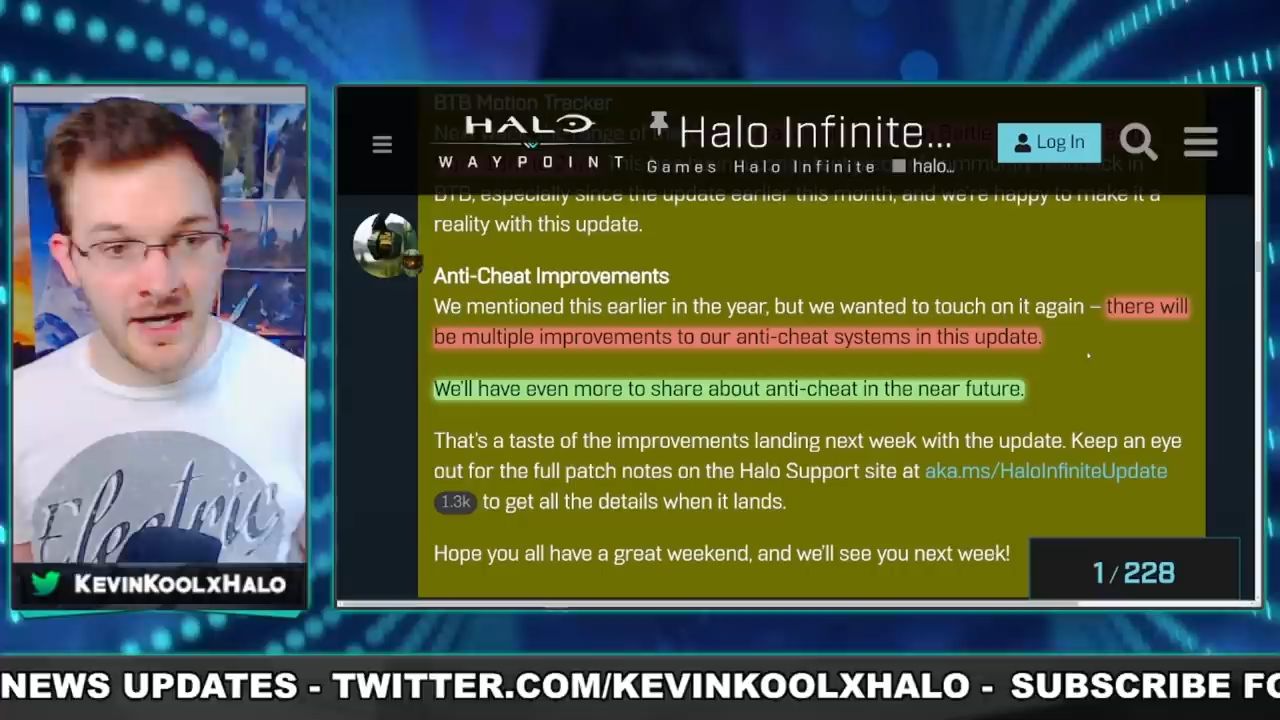 BTB Motion Tracker
HALO
WAYPOINT
Halo Infinite...
Games Halo Infinite halo...
Log In
BTB, especially since the update earlier this month, and we're happy to make it a
reality with this update.
Anti-Cheat Improvements
We mentioned this earlier in the year, but we wanted to touch on it again – there will
be multiple improvements to our anti-cheat systems in this update.
We'll have even more to share about anti-cheat in the near future.
That's a taste of the improvements landing next week with the update. Keep an eye
out for the full patch notes on the Halo Support site at aka.ms/HaloInfiniteUpdate
1.3k to get all the details when it lands.
Hope you all have a great weekend, and we'll see you next week!
1/228
Electric
KEVINKOOLXHALO
NEWS UPDATES - TWITTER.COM/KEVINKOOLXHALO - SUBSCRIBE FO